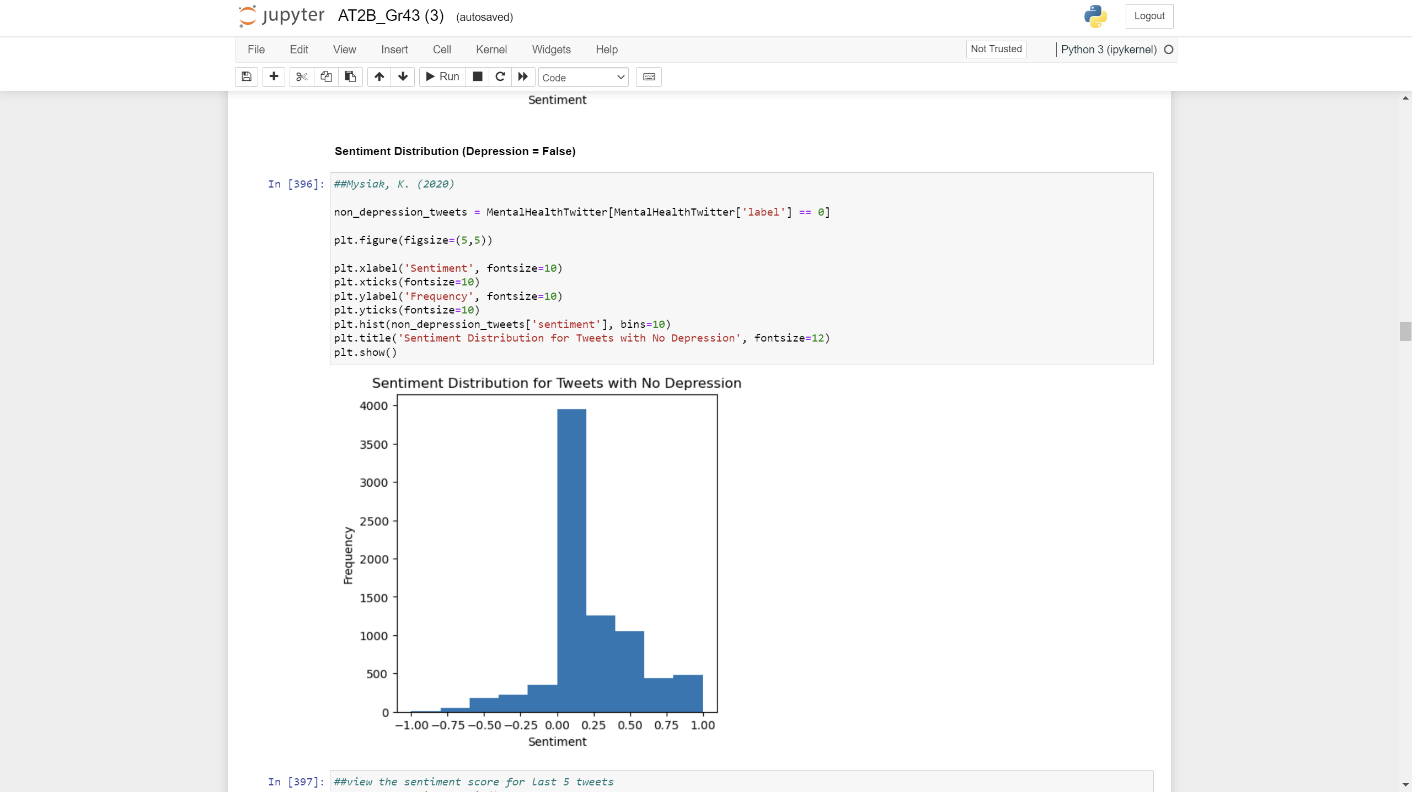 jupyter AT2B_Gr43 (3) (autosaved) Logout
File Edit View Insert Cell Kernel Widgets Help Not Trusted Python 3 (ipykernel)
Run Code
Sentiment
Sentiment Distribution (Depression = False)
In [396]: ##Mysiak, K. (2020)
non_depression_tweets = MentalHealthTwitter[MentalHealthTwitter['label'] == 0]
plt.figure(figsize=(5,5))
plt.xlabel('Sentiment', fontsize=10)
plt.xticks(fontsize=10)
plt.ylabel('Frequency', fontsize=10)
plt.yticks(fontsize=10)
plt.hist(non_depression_tweets['sentiment'], bins=10)
plt.title('Sentiment Distribution for Tweets with No Depression', fontsize=12)
plt.show()
Sentiment Distribution for Tweets with No Depression
4000
3500
3000
2500
2000
1500
1000
500
0
Frequency
−1.00 −0.75 −0.50 −0.25 0.00 0.25 0.50 0.75 1.00
Sentiment
In [397]: ##view the sentiment score for last 5 tweets